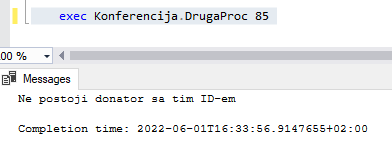 exec Konferencija.DrugaProc 85
00 %
Messages
Ne postoji donator sa tim ID-em
Completion time: 2022-06-01T16:33:56.9147655+02:00